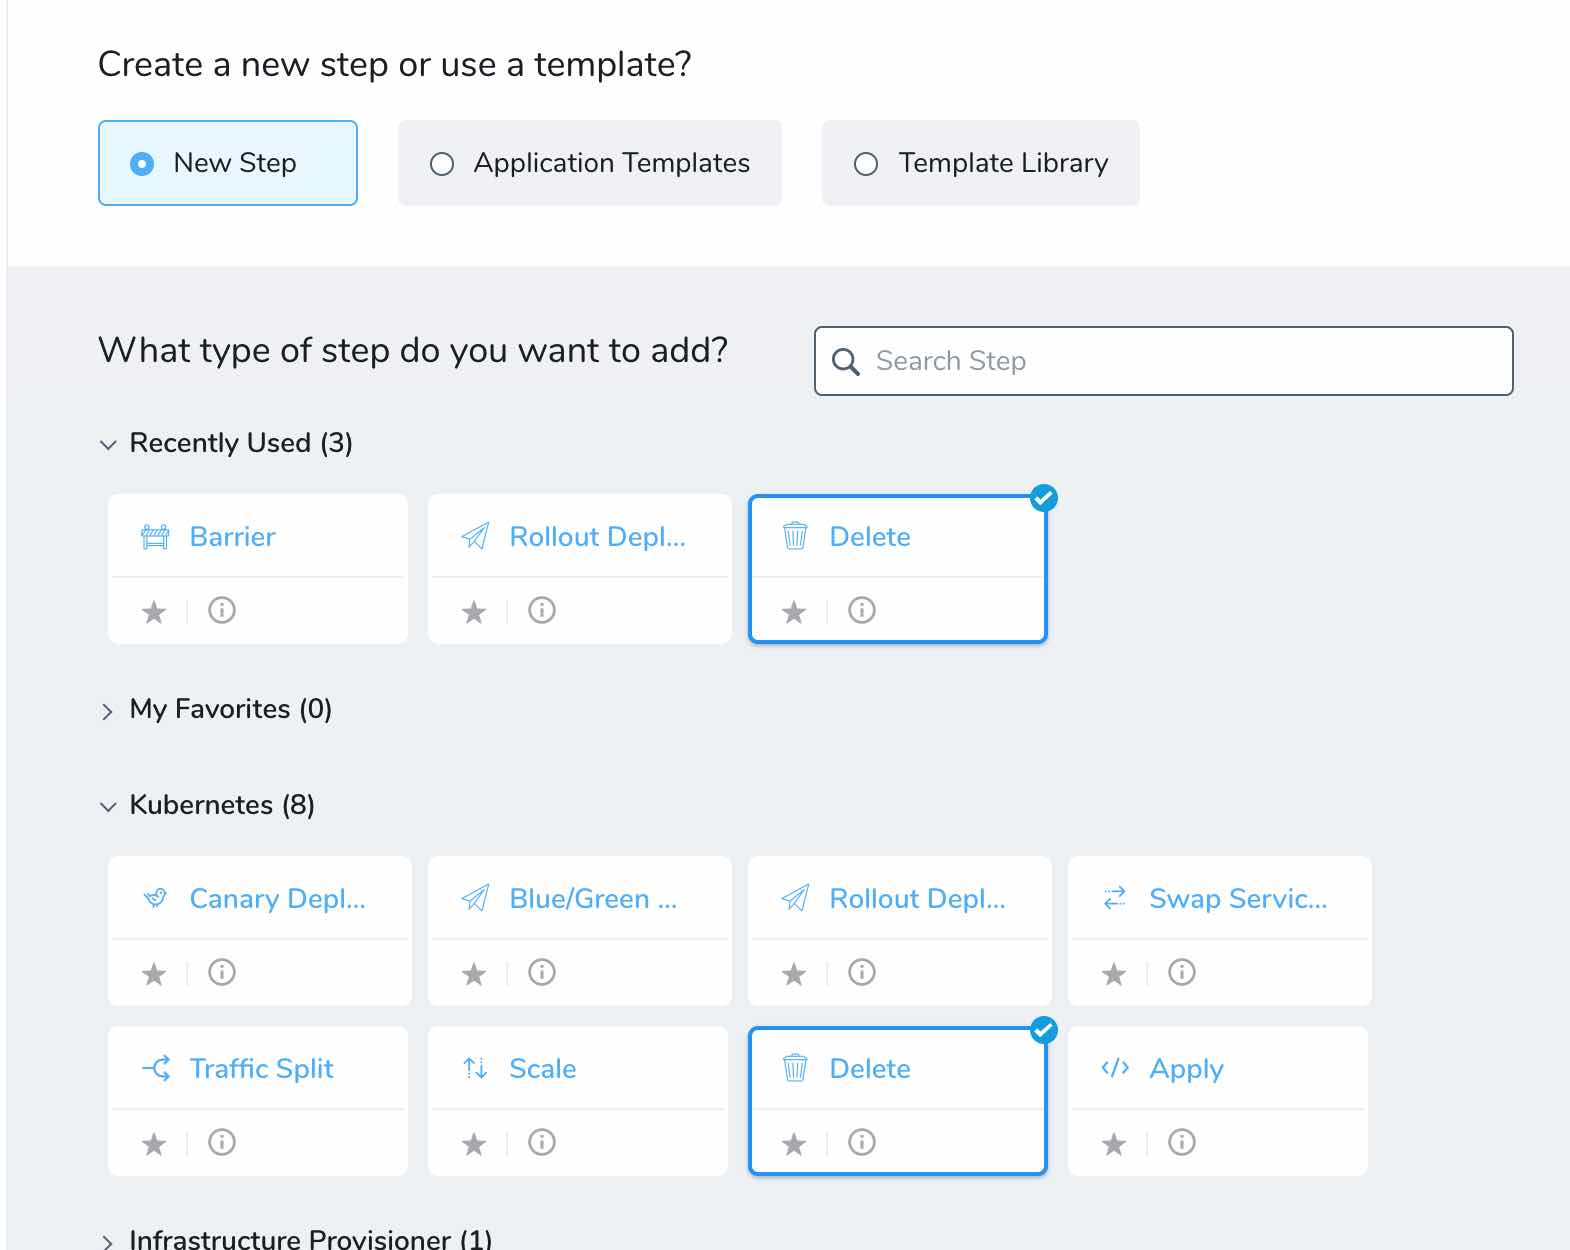 Create a new step or use a template?
New Step
Application Templates
Template Library
What type of step do you want to add?
Search Step
Recently Used (3)
Barrier
Rollout Depl...
Delete
My Favorites (0)
Kubernetes (8)
Canary Depl...
Blue/Green ...
Rollout Depl...
Swap Servic...
Traffic Split
Scale
Delete
Apply
Infrastructure Provisioner (1)